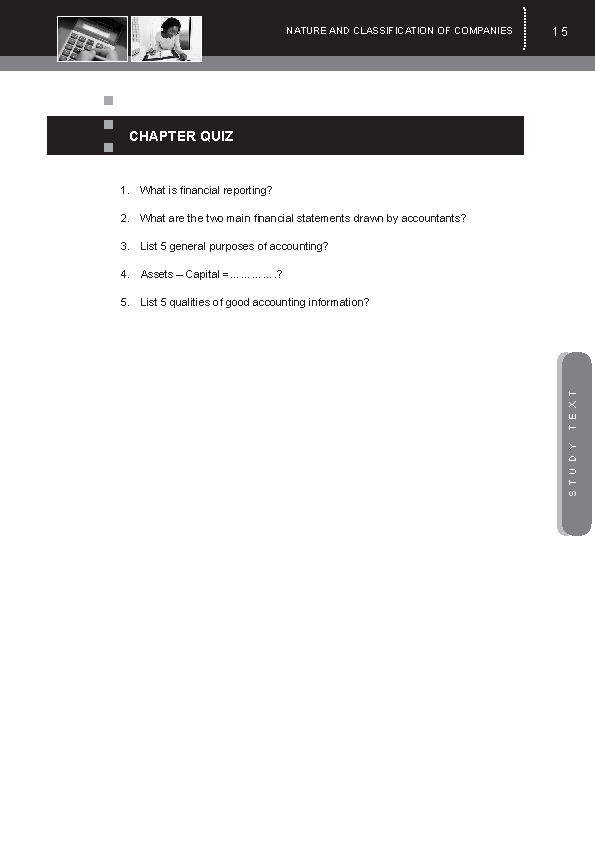 NATURE AND CLASSIFICATION OF COMPANIES 15
CHAPTER QUIZ
1. What is financial reporting?
2. What are the two main financial statements drawn by accountants?
3. List 5 general purposes of accounting?
4. Assets – Capital =………….?
5. List 5 qualities of good accounting information?
STUDY TEXT